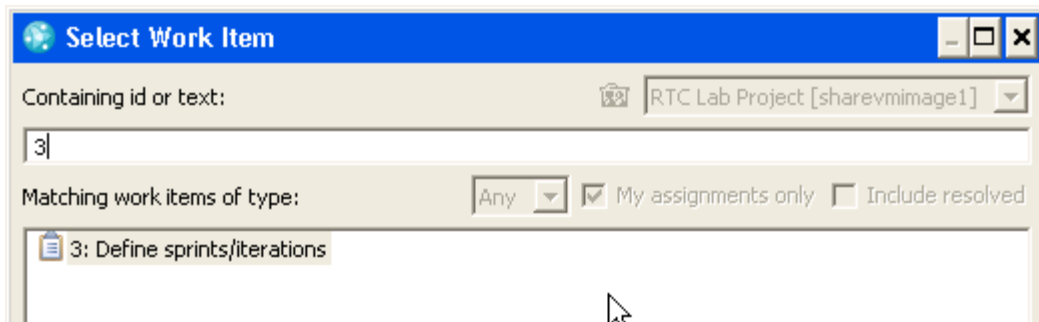 Select Work Item
Containing id or text: RTC Lab Project [sharevmimage1]
3
Matching work items of type: Any My assignments only Include resolved
3: Define sprints/iterations